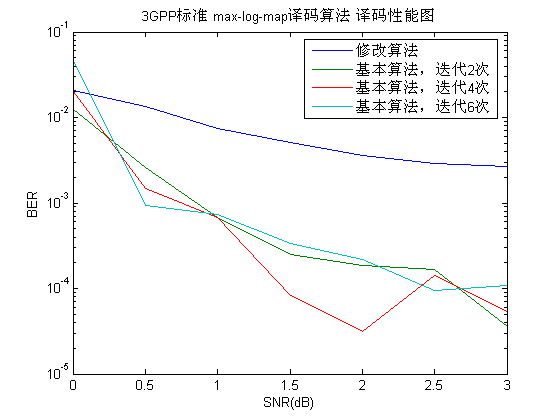 3GPP标准 max-log-map译码算法 译码性能图
修改算法
基本算法，迭代2次
基本算法，迭代4次
基本算法，迭代6次
BER
10^-1
10^-2
10^-3
10^-4
10^-5
0 0.5 1 1.5 2 2.5 3
SNR(dB)